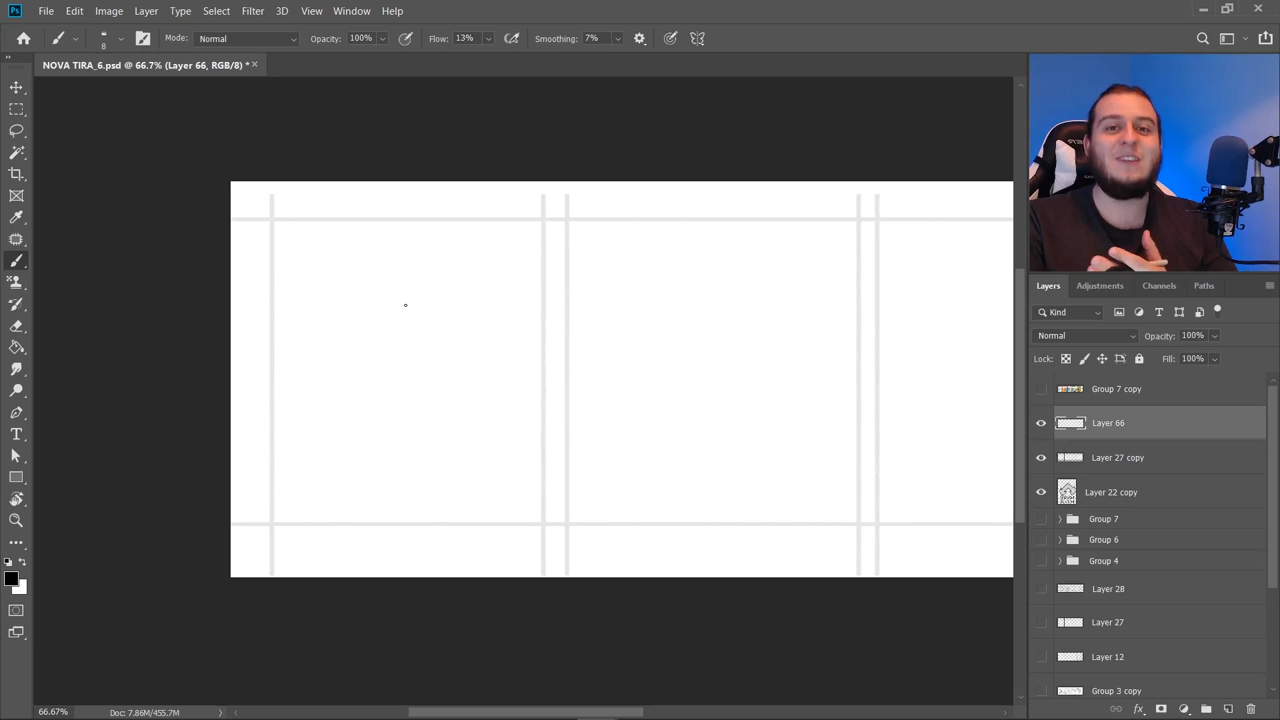 Ps File Edit Image Layer Type Select Filter 3D View Window Help
8 Mode: Normal Opacity: 100% Flow: 13% Smoothing: 7%
NOVA TIRA_6.psd @ 66.7% (Layer 66, RGB/8) *
Layers Adjustments Channels Paths
Kind
Normal Opacity: 100%
Lock: Fill: 100%
Group 7 copy
Layer 66
Layer 27 copy
Layer 22 copy
Group 7
Group 6
Group 4
Layer 28
Layer 27
Layer 12
Group 3 copy
66.67% Doc: 7.86M/455.7M